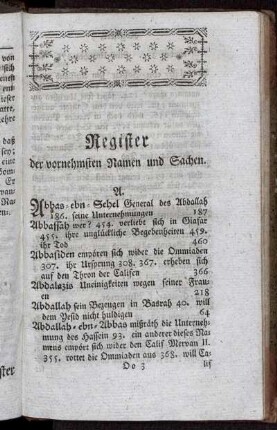 Register
der vornehmsten Namen und Sachen.
A.
Abbas-ebn-Sehel General des Abdallah
186. seine Unternehmungen 187
Abbassah wer? 454. verliebt sich in Giafar
455. ihre unglückliche Begebenheiten 459.
ihr Tod 460
Abbasiden empören sich wider die Ommiaden
307. ihr Ursprung 308. 367. erheben sich
auf den Thron der Califen 366
Abdalaziz Uneinigkeiten wegen seiner Frau-
en 218
Abdallah sein Bezeugen in Basrah 40. will
dem Yesid nicht huldigen 64
Abdallah-ebn-Abbas mißräth die Unterneh-
mung des Hassein 93. ein anderer dieses Na-
mens empört sich wider den Calif Mervan II.
355. rottet die Ommiaden aus 368. will Ca-
Oo 3 lif